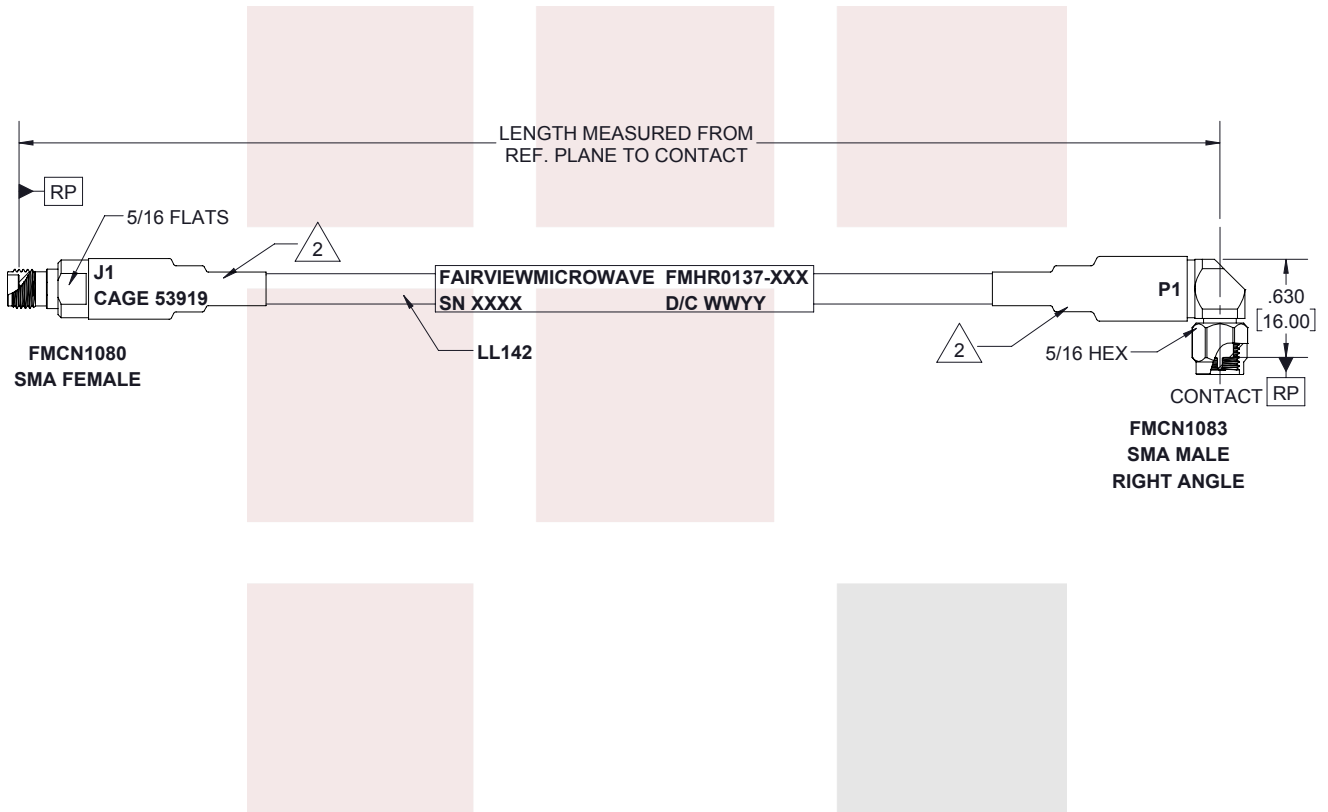 LENGTH MEASURED FROM
REF. PLANE TO CONTACT
RP
5/16 FLATS
2
J1
CAGE 53919
FAIRVIEWMICROWAVE FMHR0137-XXX
SN XXXX D/C WWYY
P1
.630
[16.00]
LL142
2
5/16 HEX
FMCN1080
SMA FEMALE
CONTACT
RP
FMCN1083
SMA MALE
RIGHT ANGLE